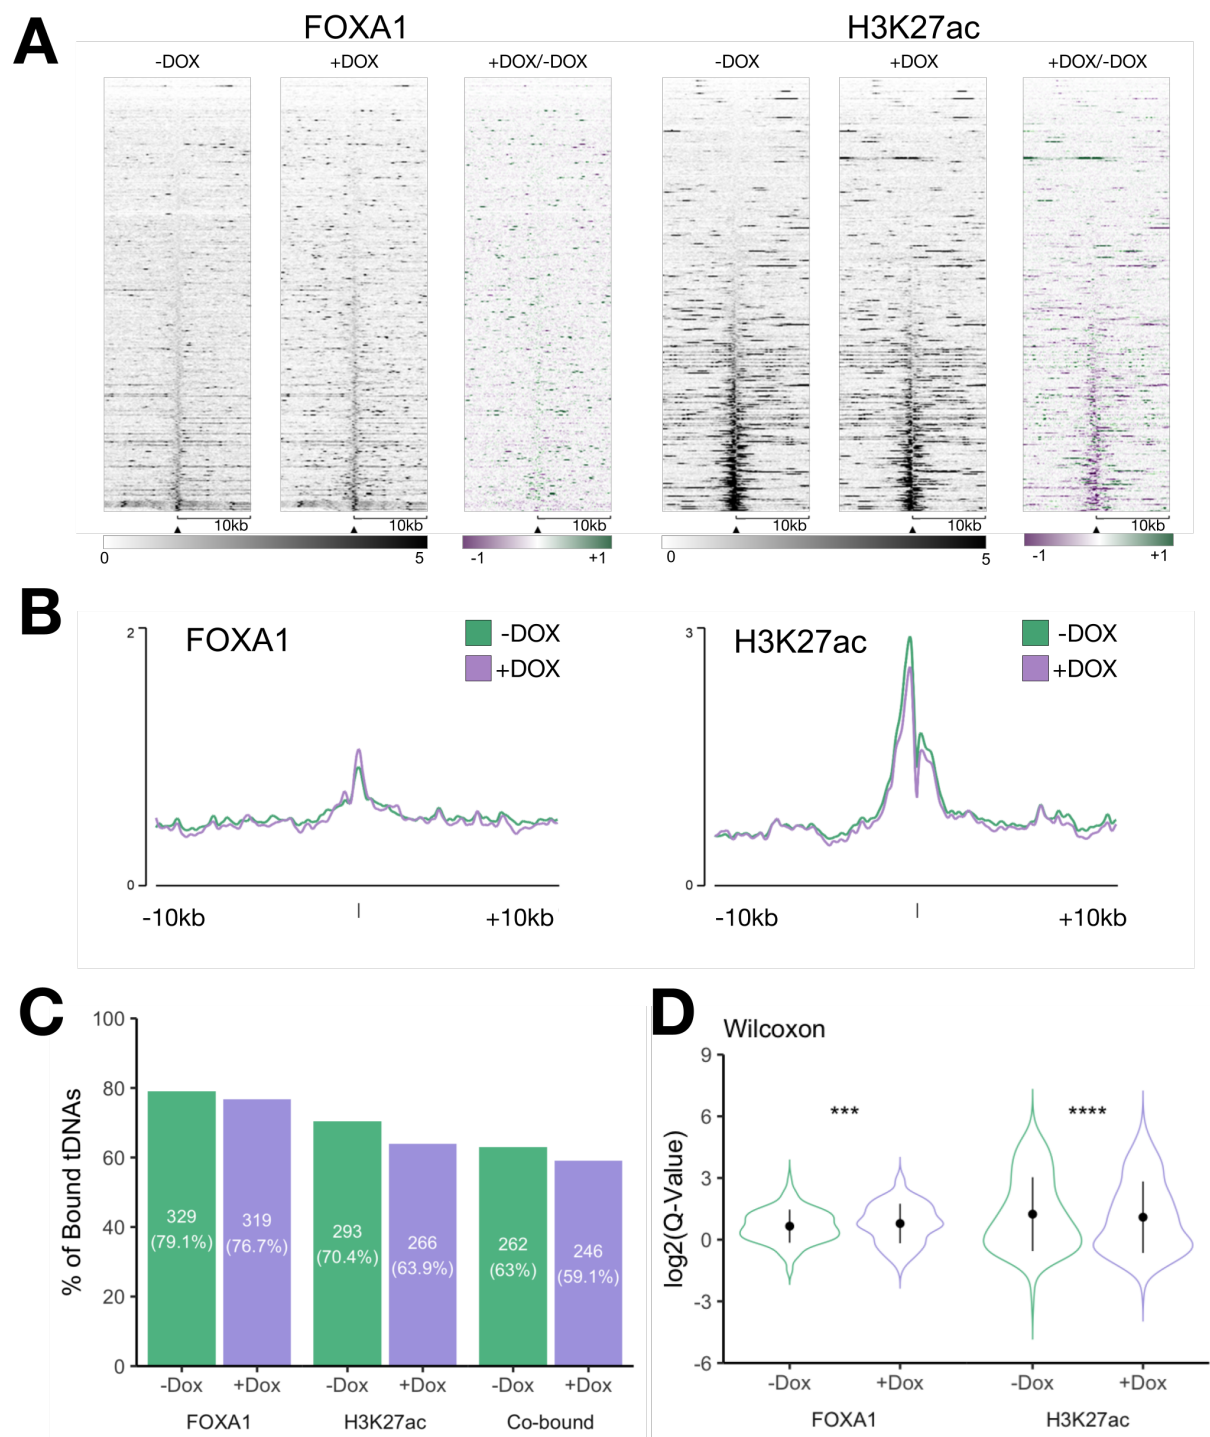 A
FOXA1
H3K27ac
-DOX
+DOX
+DOX/-DOX
-DOX
+DOX
+DOX/-DOX
10kb
10kb
10kb
10kb
10kb
10kb
0
5
-1
+1
0
5
-1
+1
B
2
FOXA1
-DOX
+DOX
0
-10kb
+10kb
3
H3K27ac
-DOX
+DOX
0
-10kb
+10kb
C
% of Bound tDNAs
100
80
60
40
20
0
329
(79.1%)
319
(76.7%)
293
(70.4%)
266
(63.9%)
262
(63%)
246
(59.1%)
-Dox
+Dox
-Dox
+Dox
-Dox
+Dox
FOXA1
H3K27ac
Co-bound
D
Wilcoxon
log2(Q-Value)
9
6
3
0
-3
-6
***
****
-Dox
+Dox
-Dox
+Dox
FOXA1
H3K27ac